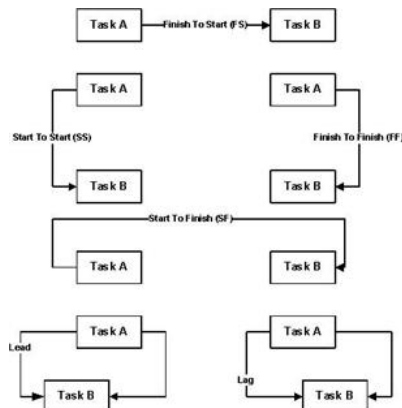 Task A
Finish To Start (FS)
Task B
Task A
Task A
Start To Start (SS)
Finish To Finish (FF)
Task B
Task B
Start To Finish (SF)
Task A
Task B
Task A
Task A
Lead
Lag
Task B
Task B